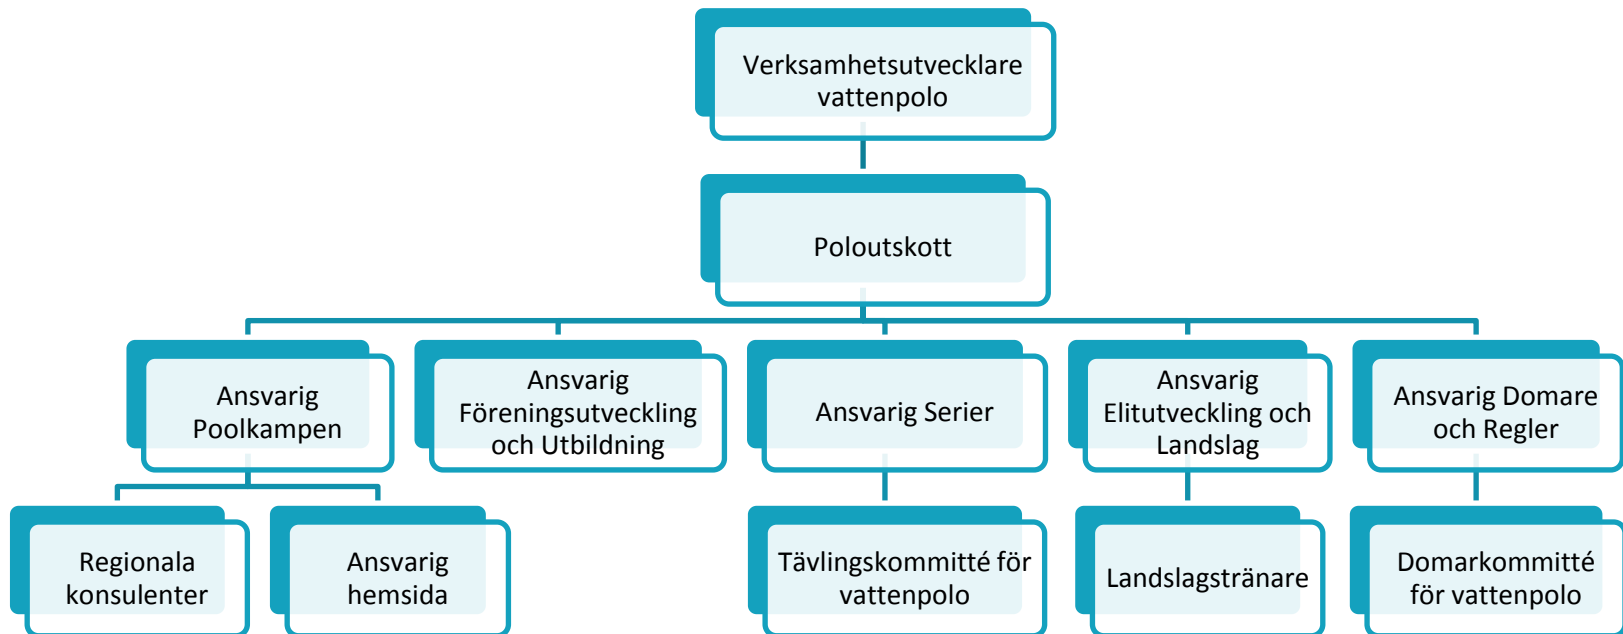 Verksamhetsutvecklare
vattenpolo
Poloutskott
Ansvarig
Poolkampen
Ansvarig
Föreningsutveckling
och Utbildning
Ansvarig Serier
Ansvarig
Elitutveckling och
Landslag
Ansvarig Domare
och Regler
Regionala
konsulenter
Ansvarig
hemsida
Tävlingskommitté för
vattenpolo
Landslagstränare
Domarkommitté
för vattenpolo